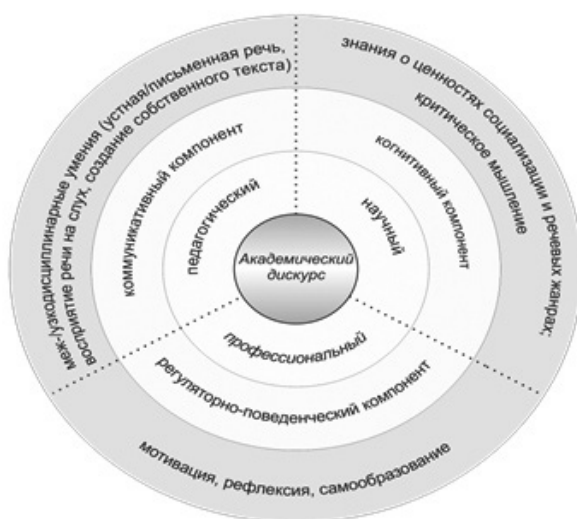 меж-/узкодисциплинарные умения (устная/письменная речь,
восприятие речи на слух, создание собственного текста)
коммуникативный компонент
педагогический
знания о ценностях социализации и речевых жанрах;
критическое мышление
когнитивный компонент
научный
Академический
дискурс
профессиональный
регуляторно-поведенческий компонент
мотивация, рефлексия, самообразование